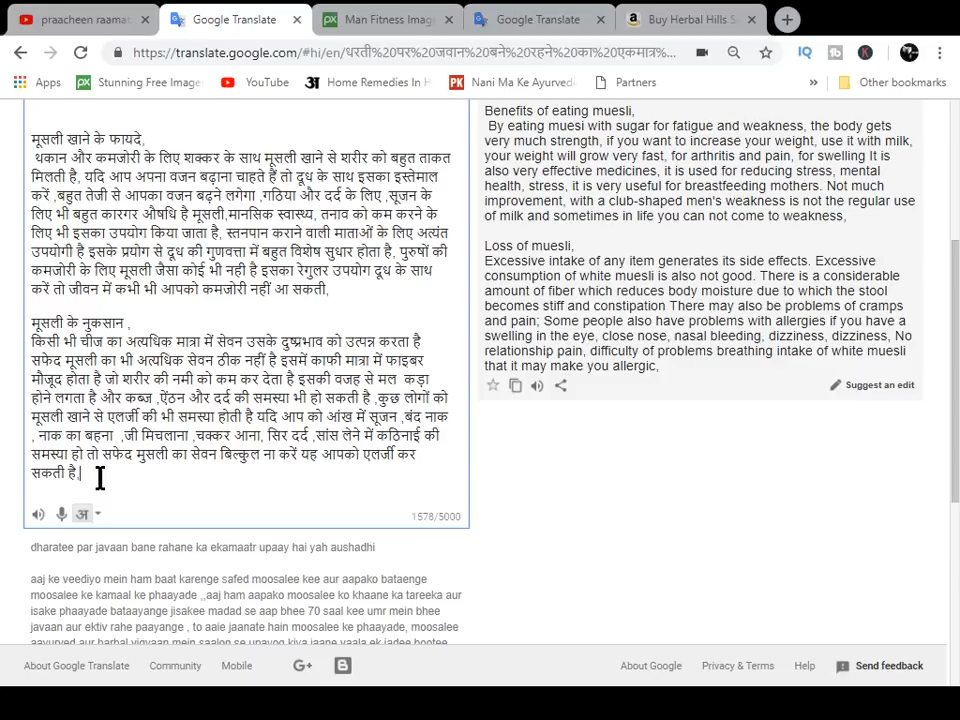 praacheen raamab
Google Translate
Man Fitness Imag
Google Translate
Buy Herbal Hills S
https://translate.google.com/#hi/en/धरती%20पर%20जवान%20बने%20रहने%20का%20एकमात्र%...
Apps
Stunning Free Image
YouTube
Home Remedies In H
Nani Ma Ke Ayurved
Partners
»
Other bookmarks
मूसली खाने के फायदे,
थकान और कमजोरी के लिए शक्कर के साथ मूसली खाने से शरीर को बहुत ताकत
मिलती है, यदि आप अपना वजन बढ़ाना चाहते हैं तो दूध के साथ इसका इस्तेमाल
करें ,बहुत तेजी से आपका वजन बढ़ने लगेगा ,गठिया और दर्द के लिए ,सूजन के
लिए भी बहुत कारगर औषधि है मूसली,मानसिक स्वास्थ्य, तनाव को कम करने के
लिए भी इसका उपयोग किया जाता है, स्तनपान कराने वाली माताओं के लिए अत्यंत
उपयोगी है इसके प्रयोग से दूध की गुणवत्ता में बहुत विशेष सुधार होता है, पुरुषों की
कमजोरी के लिए मूसली जैसा कोई भी नही है इसका रेगुलर उपयोग दूध के साथ
करें तो जीवन में कभी भी आपको कमजोरी नहीं आ सकती,
मूसली के नुकसान ,
किसी भी चीज का अत्यधिक मात्रा में सेवन उसके दुष्प्रभाव को उत्पन्न करता है
सफेद मूसली का भी अत्यधिक सेवन ठीक नहीं है इसमें काफी मात्रा में फाइबर
मौजूद होता है जो शरीर की नमी को कम कर देता है इसकी वजह से मल कड़ा
होने लगता है और कब्ज ,ऐंठन और दर्द की समस्या भी हो सकती है ,कुछ लोगों को
मूसली खाने से एलर्जी की भी समस्या होती है यदि आप को आंख में सूजन ,बंद नाक
, नाक का बहना ,जी मिचलाना ,चक्कर आना, सिर दर्द ,सांस लेने में कठिनाई की
समस्या हो तो सफेद मुसली का सेवन बिल्कुल ना करें यह आपको एलर्जी कर
सकती है,
अ
1578/5000
dharatee par javaan bane rahane ka ekamaatr upaay hai yah aushadhi
aaj ke veediyo mein ham baat karenge safed moosalee kee aur aapako bataenge
moosalee ke kamaal ke phaayade ,,aaj ham aapako moosalee ko khaane ka tareeka aur
isake phaayade bataayange jisakee madad se aap bhee 70 saal kee umr mein bhee
javaan aur ektiv rahe paayange , to aaie jaanate hain moosalee ke phaayade, moosalee
aayurved aur harbal vigyaan mein saalon se upayog kiya jaane vaala ek jadee bootee
Benefits of eating muesli,
By eating muesi with sugar for fatigue and weakness, the body gets
very much strength, if you want to increase your weight, use it with milk,
your weight will grow very fast, for arthritis and pain, for swelling It is
also very effective medicines, it is used for reducing stress, mental
health, stress, it is very useful for breastfeeding mothers. Not much
improvement, with a club-shaped men's weakness is not the regular use
of milk and sometimes in life you can not come to weakness,
Loss of muesli,
Excessive intake of any item generates its side effects. Excessive
consumption of white muesli is also not good. There is a considerable
amount of fiber which reduces body moisture due to which the stool
becomes stiff and constipation There may also be problems of cramps
and pain; Some people also have problems with allergies if you have a
swelling in the eye, close nose, nasal bleeding, dizziness, dizziness, No
relationship pain, difficulty of problems breathing intake of white muesli
that it may make you allergic,
Suggest an edit
About Google Translate
Community
Mobile
G+
About Google
Privacy & Terms
Help
Send feedback